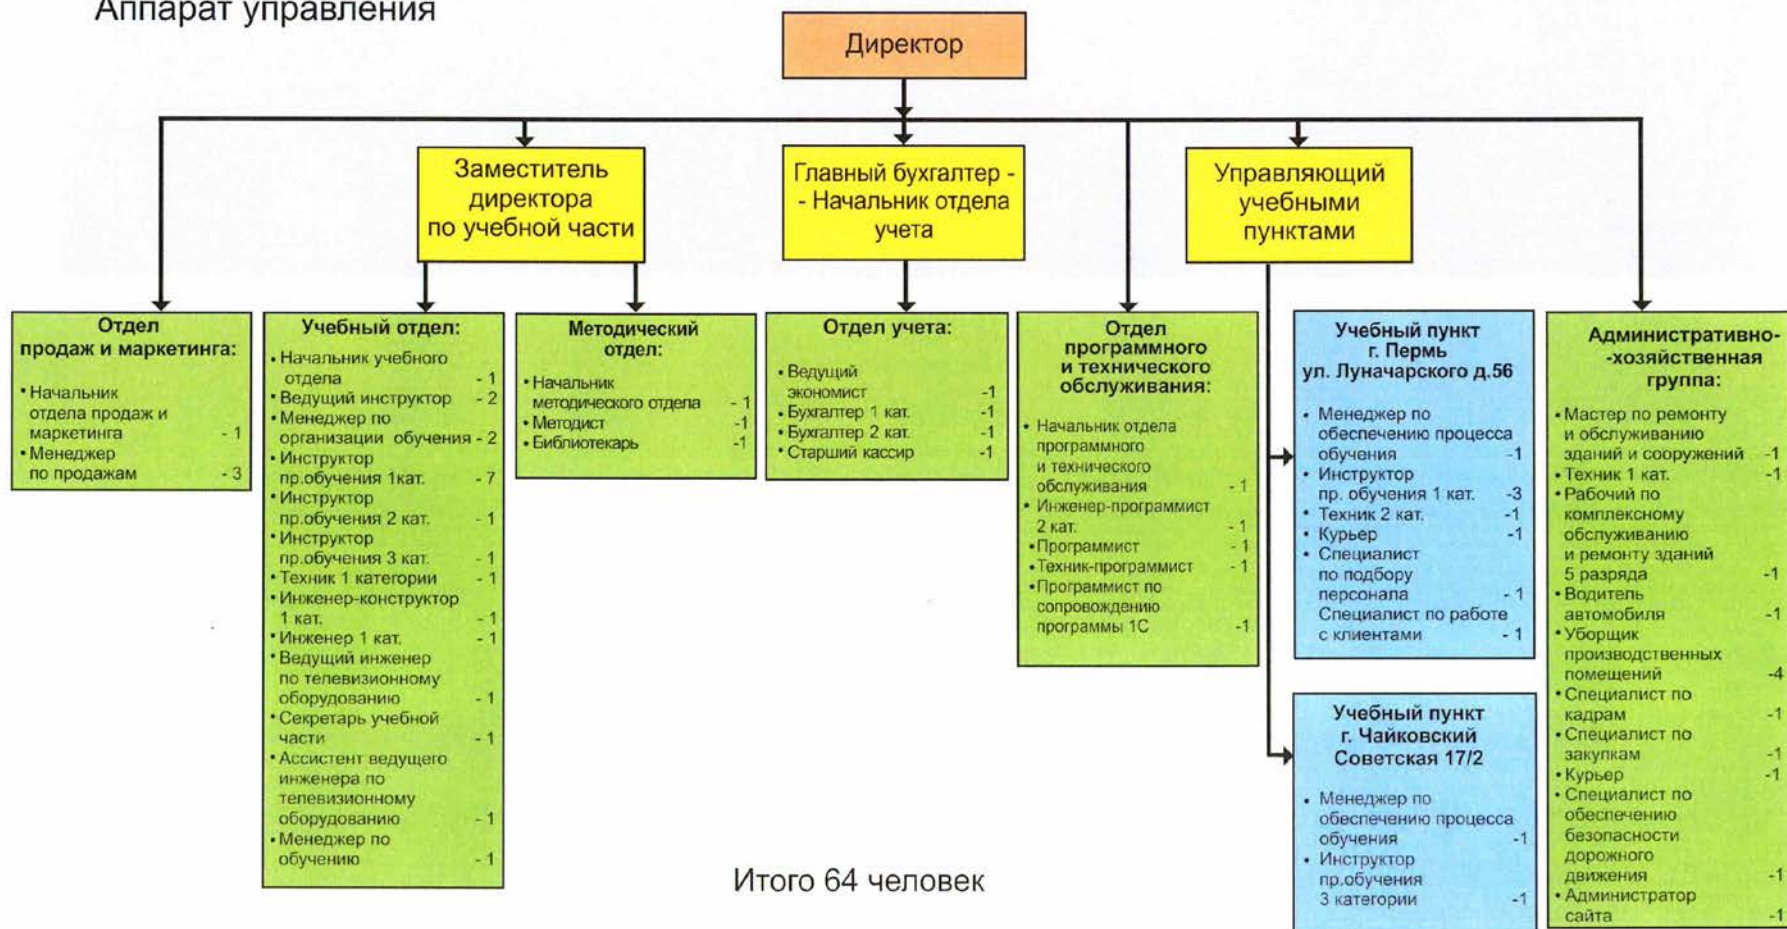 Аппарат управления
Директор
Заместитель
директора
по учебной части
Главный бухгалтер -
- Начальник отдела
учета
Управляющий
учебными
пунктами
Отдел
продаж и маркетинга:
• Начальник
отдела продаж и
маркетинга - 1
• Менеджер
по продажам - 3
Учебный отдел:
• Начальник учебного
отдела - 1
• Ведущий инструктор - 2
• Менеджер по
организации обучения - 2
• Инструктор
пр.обучения 1кат. - 7
• Инструктор
пр.обучения 2 кат. - 1
• Инструктор
пр.обучения 3 кат. - 1
• Техник 1 категории - 1
• Инженер-конструктор
1 кат. - 1
• Инженер 1 кат. - 1
• Ведущий инженер
по телевизионному
оборудованию - 1
• Секретарь учебной
части - 1
• Ассистент ведущего
инженера по
телевизионному
оборудованию - 1
• Менеджер по
обучению - 1
Методический
отдел:
• Начальник
методического отдела - 1
• Методист -1
• Библиотекарь -1
Отдел учета:
• Ведущий
экономист -1
• Бухгалтер 1 кат. -1
• Бухгалтер 2 кат. -1
• Старший кассир -1
Отдел
программного
и технического
обслуживания:
• Начальник отдела
программного
и технического
обслуживания - 1
• Инженер-программист
2 кат. - 1
• Программист - 1
• Техник-программист - 1
• Программист по
сопровождению
программы 1С -1
Учебный пункт
г. Пермь
ул. Луначарского д.56
• Менеджер по
обеспечению процесса
обучения -1
• Инструктор
пр. обучения 1 кат. -3
• Техник 2 кат. -1
• Курьер -1
• Специалист
по подбору
персонала - 1
Специалист по работе
с клиентами - 1
Учебный пункт
г. Чайковский
Советская 17/2
• Менеджер по
обеспечению процесса
обучения -1
• Инструктор
пр.обучения
3 категории -1
Административно-
-хозяйственная
группа:
• Мастер по ремонту
и обслуживанию
зданий и сооружений -1
• Техник 1 кат. -1
• Рабочий по
комплексному
обслуживанию
и ремонту зданий
5 разряда -1
• Водитель
автомобиля -1
• Уборщик
производственных
помещений -4
• Специалист по
кадрам -1
• Специалист по
закупкам -1
• Курьер -1
• Специалист по
обеспечению
безопасности
дорожного
движения -1
• Администратор
сайта -1
Итого 64 человек